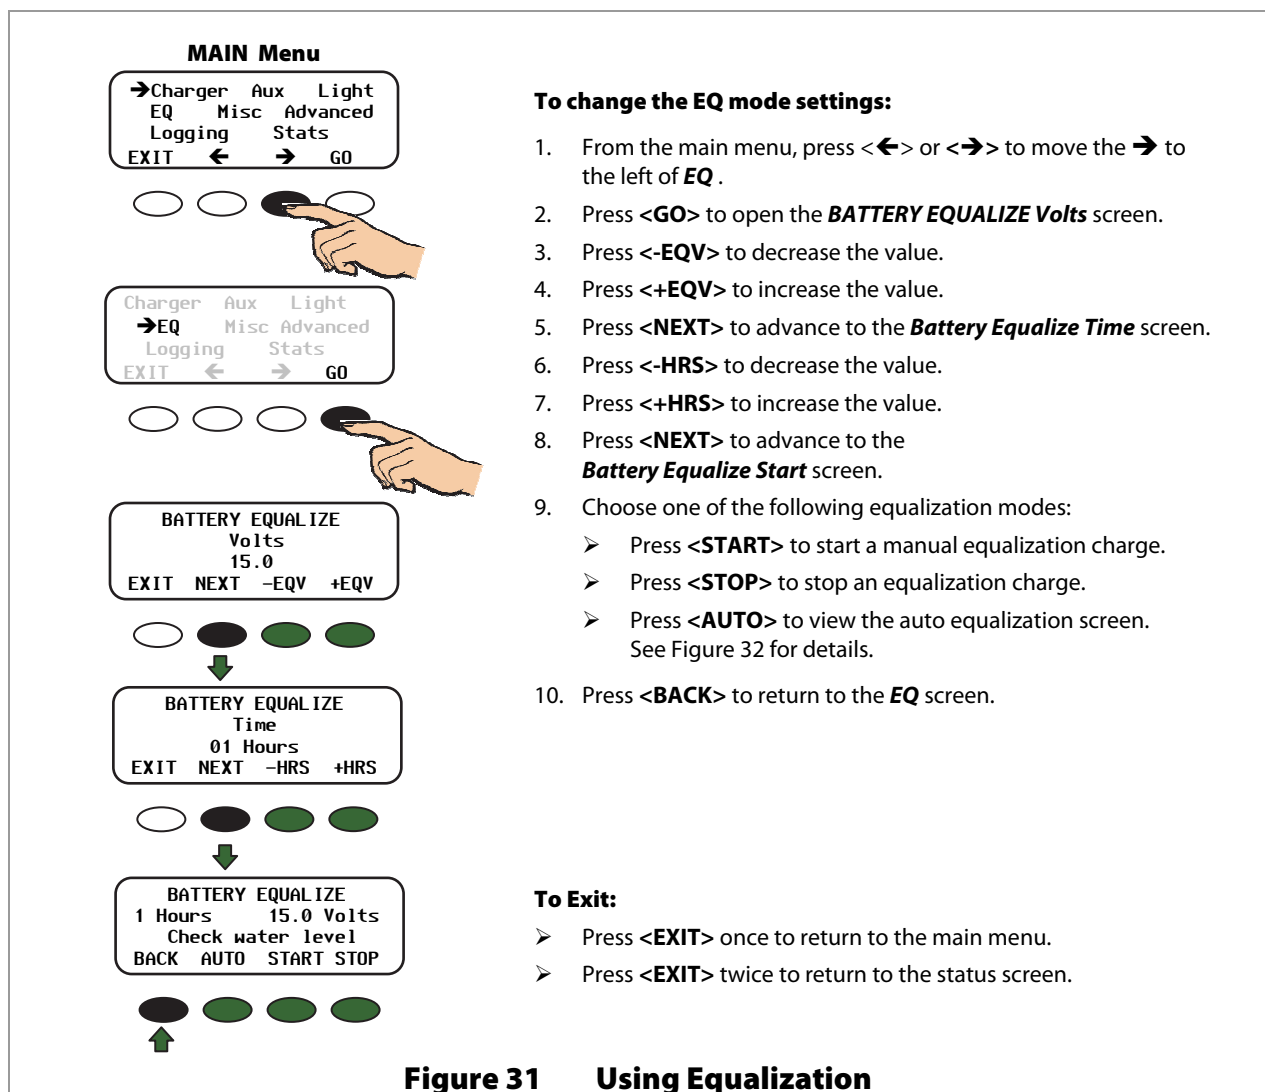 MAIN Menu
➔Charger Aux Light
EQ Misc Advanced
Logging Stats
EXIT 🡸 ➔ GO
Charger Aux Light
➔EQ Misc Advanced
Logging Stats
EXIT 🡸 ➔ GO
BATTERY EQUALIZE
Volts
15.0
EXIT NEXT -EQV +EQV
BATTERY EQUALIZE
Time
01 Hours
EXIT NEXT -HRS +HRS
BATTERY EQUALIZE
1 Hours 15.0 Volts
Check water level
BACK AUTO START STOP
To change the EQ mode settings:
1. From the main menu, press <🡸> or <➔> to move the ➔ to
the left of EQ .
2. Press <GO> to open the BATTERY EQUALIZE Volts screen.
3. Press <-EQV> to decrease the value.
4. Press <+EQV> to increase the value.
5. Press <NEXT> to advance to the Battery Equalize Time screen.
6. Press <-HRS> to decrease the value.
7. Press <+HRS> to increase the value.
8. Press <NEXT> to advance to the
Battery Equalize Start screen.
9. Choose one of the following equalization modes:
➢ Press <START> to start a manual equalization charge.
➢ Press <STOP> to stop an equalization charge.
➢ Press <AUTO> to view the auto equalization screen.
See Figure 32 for details.
10. Press <BACK> to return to the EQ screen.
To Exit:
➢ Press <EXIT> once to return to the main menu.
➢ Press <EXIT> twice to return to the status screen.
Figure 31 Using Equalization